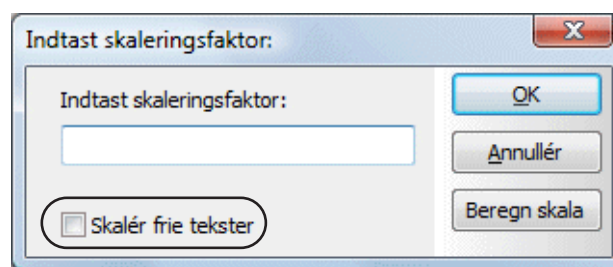 Indtast skaleringsfaktor:
Indtast skaleringsfaktor:
OK
Annullér
Skalér frie tekster
Beregn skala